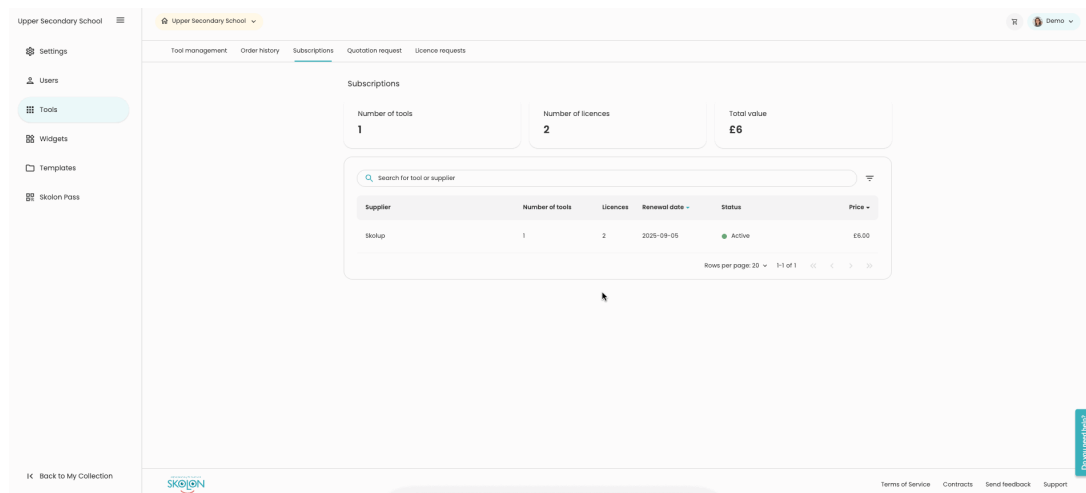 Upper Secondary School
Settings
Users
Tools
Widgets
Templates
Skolon Pass
Back to My Collection
Upper Secondary School
Demo
Tool management Order history Subscriptions Quotation request Licence requests
Subscriptions
Number of tools
1
Number of licences
2
Total value
£6
Search for tool or supplier
Supplier Number of tools Licences Renewal date Status Price
Skolup 1 2 2025-09-05 Active £6.00
Rows per page: 20 1-1 of 1
Do you need help?
SKOLON
Terms of Service Contracts Send feedback Support